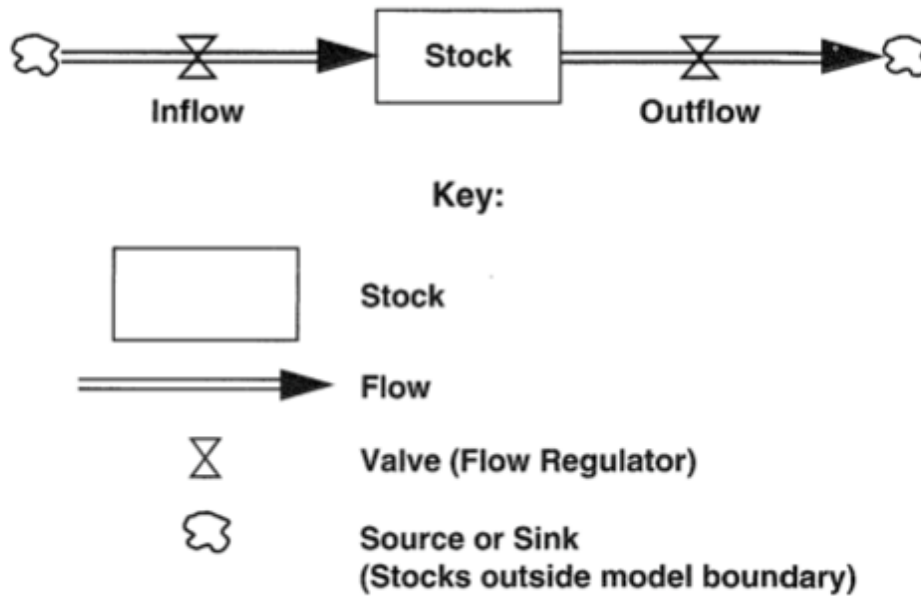 Stock
Inflow
Outflow
Key:
Stock
Flow
Valve (Flow Regulator)
Source or Sink
(Stocks outside model boundary)